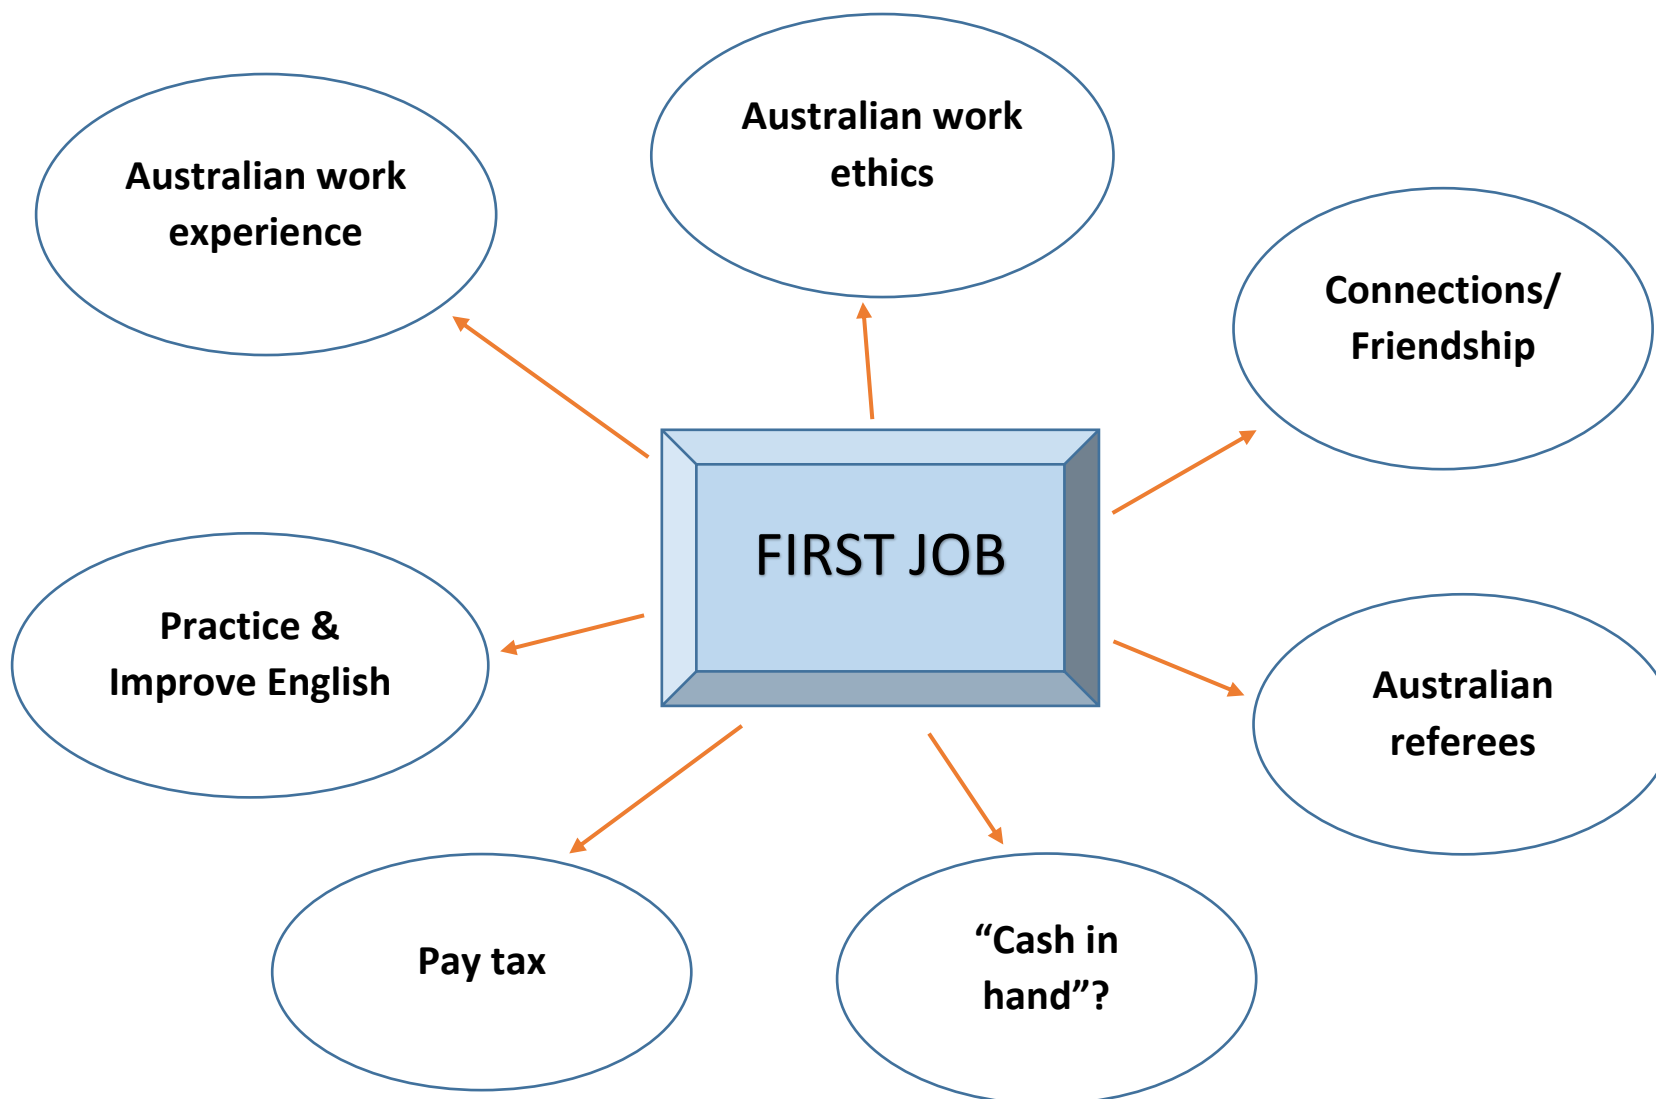 Australian work
ethics
Australian work
experience
Connections/
Friendship
FIRST JOB
Practice &
Improve English
Australian
referees
Pay tax
“Cash in
hand”?